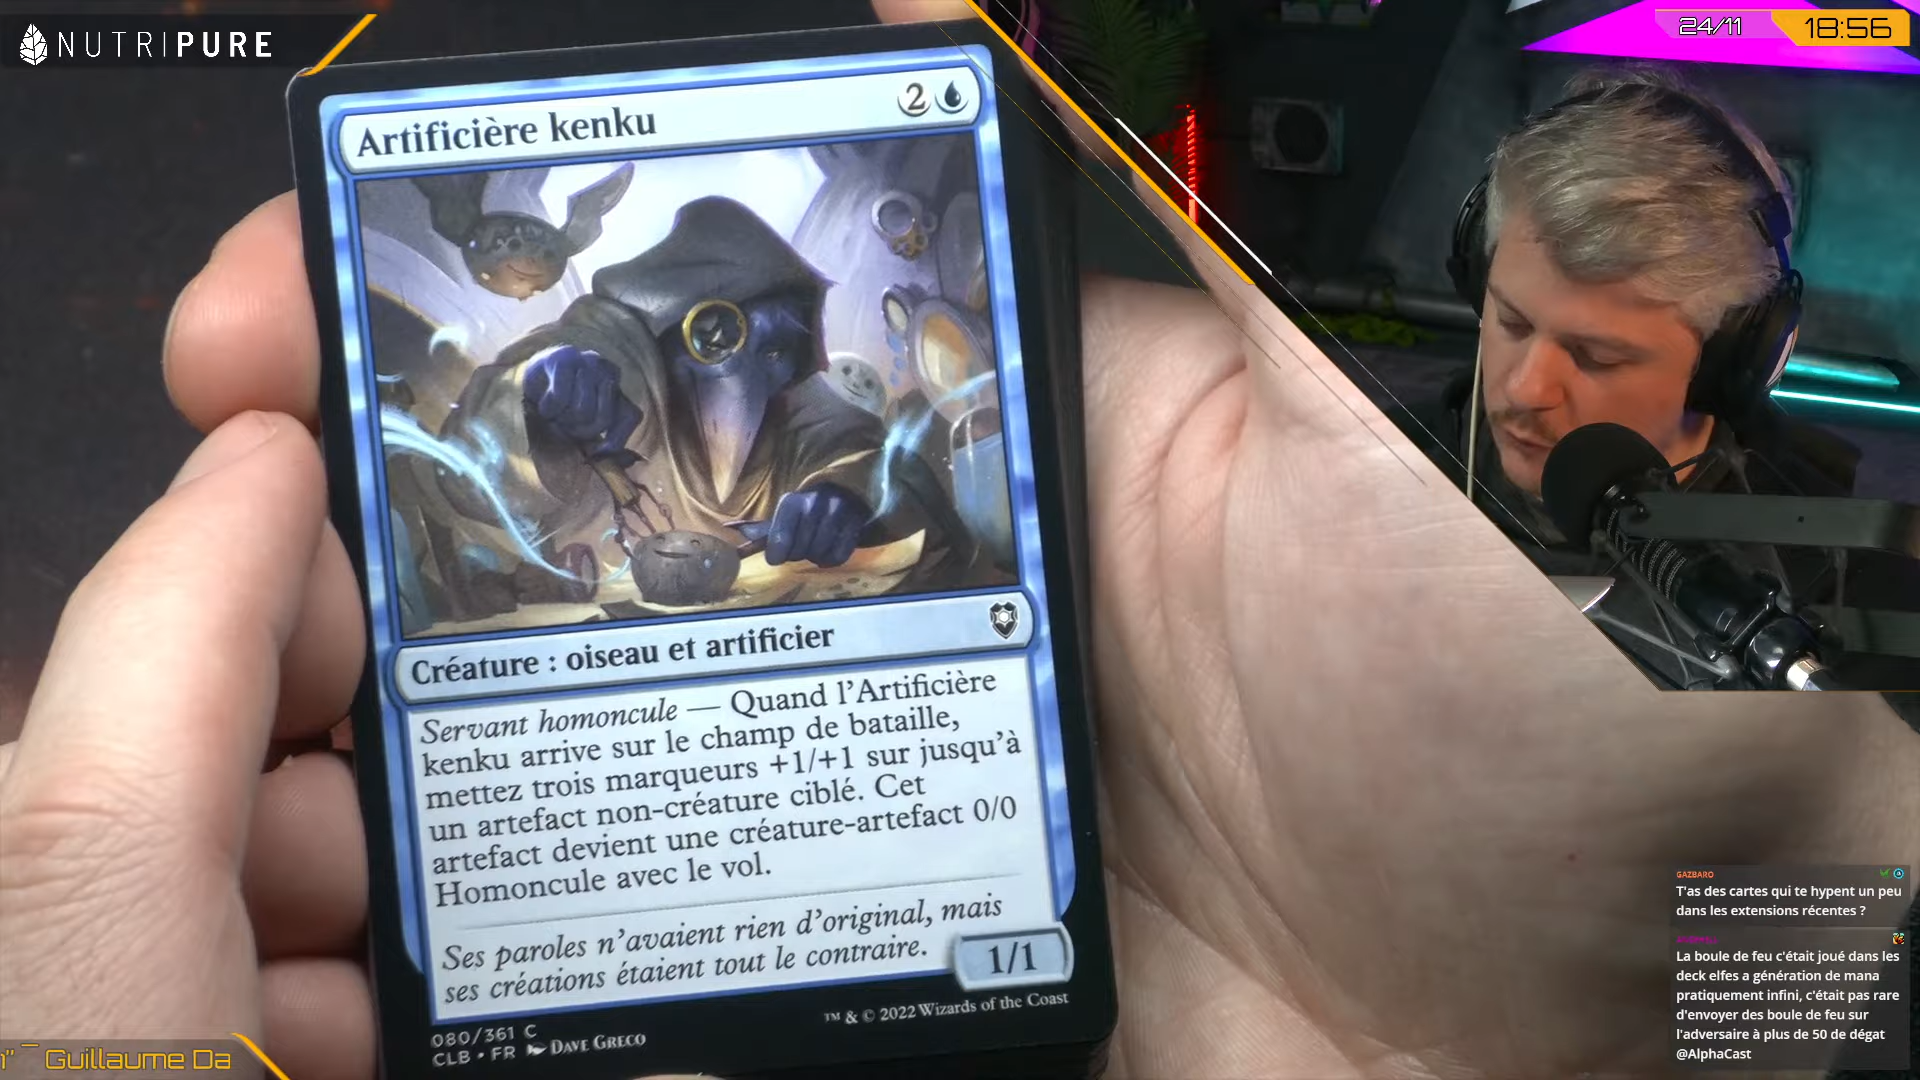 NUTRIPURE
24/11
18:56
Artificière kenku
2
Créature : oiseau et artificier
Servant homoncule — Quand l'Artificière
kenku arrive sur le champ de bataille,
mettez trois marqueurs +1/+1 sur jusqu'à
un artefact non-créature ciblé. Cet
artefact devient une créature-artefact 0/0
Homoncule avec le vol.
Ses paroles n'avaient rien d'original, mais
ses créations étaient tout le contraire.
1/1
™ & © 2022 Wizards of the Coast
080/361 C
CLB • FR DAVE GRECO
Guillaume Da
GAZBARO
T'as des cartes qui te hypent un peu
dans les extensions récentes ?
La boule de feu c'était joué dans les
deck elfes a génération de mana
pratiquement infini, c'était pas rare
d'envoyer des boule de feu sur
l'adversaire à plus de 50 de dégat
@AlphaCast